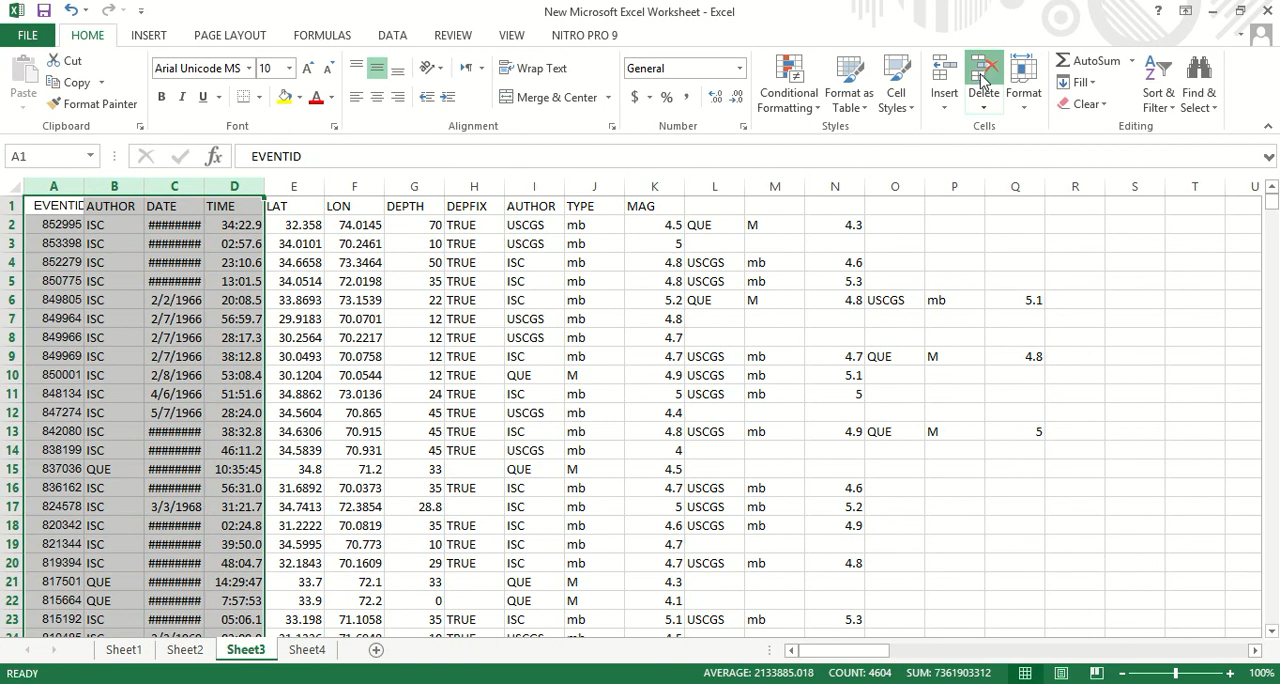 New Microsoft Excel Worksheet - Excel
FILE HOME INSERT PAGE LAYOUT FORMULAS DATA REVIEW VIEW NITRO PRO 9
Paste Cut Copy Format Painter
Arial Unicode MS 10
B I U A
Wrap Text
Merge & Center
General
$ % ,
Conditional Formatting Format as Table Cell Styles
Insert Delete Format
AutoSum Fill Clear
Sort & Filter Find & Select
Clipboard Font Alignment Number Styles Cells Editing
A1 fx EVENTID
A B C D E F G H I J K L M N O P Q R S T U
1 EVENTID AUTHOR DATE TIME LAT LON DEPTH DEPFIX AUTHOR TYPE MAG
2 852995 ISC ######## 34:22.9 32.358 74.0145 70 TRUE USCGS mb 4.5 QUE M 4.3
3 853398 ISC ######## 02:57.6 34.0101 70.2461 10 TRUE USCGS mb 5
4 852279 ISC ######## 23:10.6 34.6658 73.3464 50 TRUE ISC mb 4.8 USCGS mb 4.6
5 850775 ISC ######## 13:01.5 34.0514 72.0198 35 TRUE ISC mb 4.8 USCGS mb 5.3
6 849805 ISC 2/2/1966 20:08.5 33.8693 73.1539 22 TRUE ISC mb 5.2 QUE M 4.8 USCGS mb 5.1
7 849964 ISC 2/7/1966 56:59.7 29.9183 70.0701 12 TRUE USCGS mb 4.8
8 849966 ISC 2/7/1966 28:17.3 30.2564 70.2217 12 TRUE USCGS mb 4.7
9 849969 ISC 2/7/1966 38:12.8 30.0493 70.0758 12 TRUE ISC mb 4.7 USCGS mb 4.7 QUE M 4.8
10 850001 ISC 2/8/1966 53:08.4 30.1204 70.0544 12 TRUE QUE M 4.9 USCGS mb 5.1
11 848134 ISC 4/6/1966 51:51.6 34.8862 73.0136 24 TRUE ISC mb 5 USCGS mb 5
12 847274 ISC 5/7/1966 28:24.0 34.5604 70.865 45 TRUE USCGS mb 4.4
13 842080 ISC ######## 38:32.8 34.6306 70.915 45 TRUE ISC mb 4.8 USCGS mb 4.9 QUE M 5
14 838199 ISC ######## 46:11.2 34.5839 70.931 45 TRUE USCGS mb 4
15 837036 QUE ######## 10:35:45 34.8 71.2 33 QUE M 4.5
16 836162 ISC ######## 56:31.0 31.6892 70.0373 35 TRUE ISC mb 4.7 USCGS mb 4.6
17 824578 ISC 3/3/1968 31:21.7 34.7413 72.3854 28.8 ISC mb 5 USCGS mb 5.2
18 820342 ISC ######## 02:24.8 31.2222 70.0819 35 TRUE ISC mb 4.6 USCGS mb 4.9
19 821344 ISC ######## 39:50.0 34.5995 70.773 10 TRUE ISC mb 4.7
20 819394 ISC ######## 48:04.7 32.1843 70.1609 29 TRUE ISC mb 4.7 USCGS mb 4.8
21 817501 QUE ######## 14:29:47 33.7 72.1 33 QUE M 4.3
22 815664 QUE ######## 7:57:53 33.9 72.2 0 QUE M 4.1
23 815192 ISC ######## 05:06.1 33.198 71.1058 35 TRUE ISC mb 5.1 USCGS mb 5.3
Sheet1 Sheet2 Sheet3 Sheet4
READY AVERAGE: 2133885.018 COUNT: 4604 SUM: 7361903312 100%